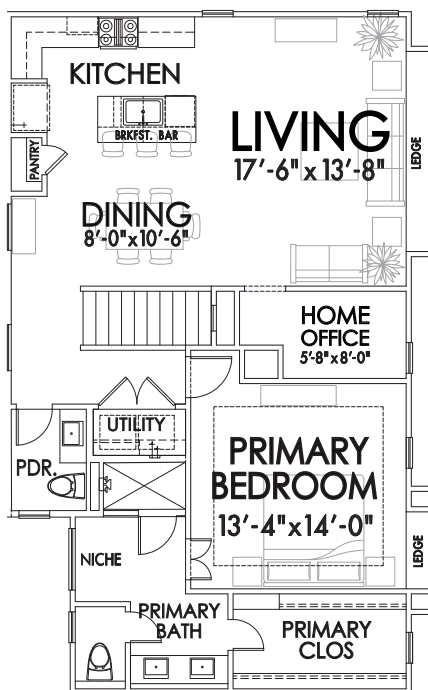 KITCHEN
BRKFST. BAR
PANTRY
LIVING
17'-6"x13'-8"
LEDGE
DINING
8'-0"x10'-6"
HOME
OFFICE
5'-8"x8'-0"
UTILITY
PDR.
PRIMARY
BEDROOM
13'-4"x14'-0"
LEDGE
NICHE
PRIMARY
BATH
PRIMARY
CLOS